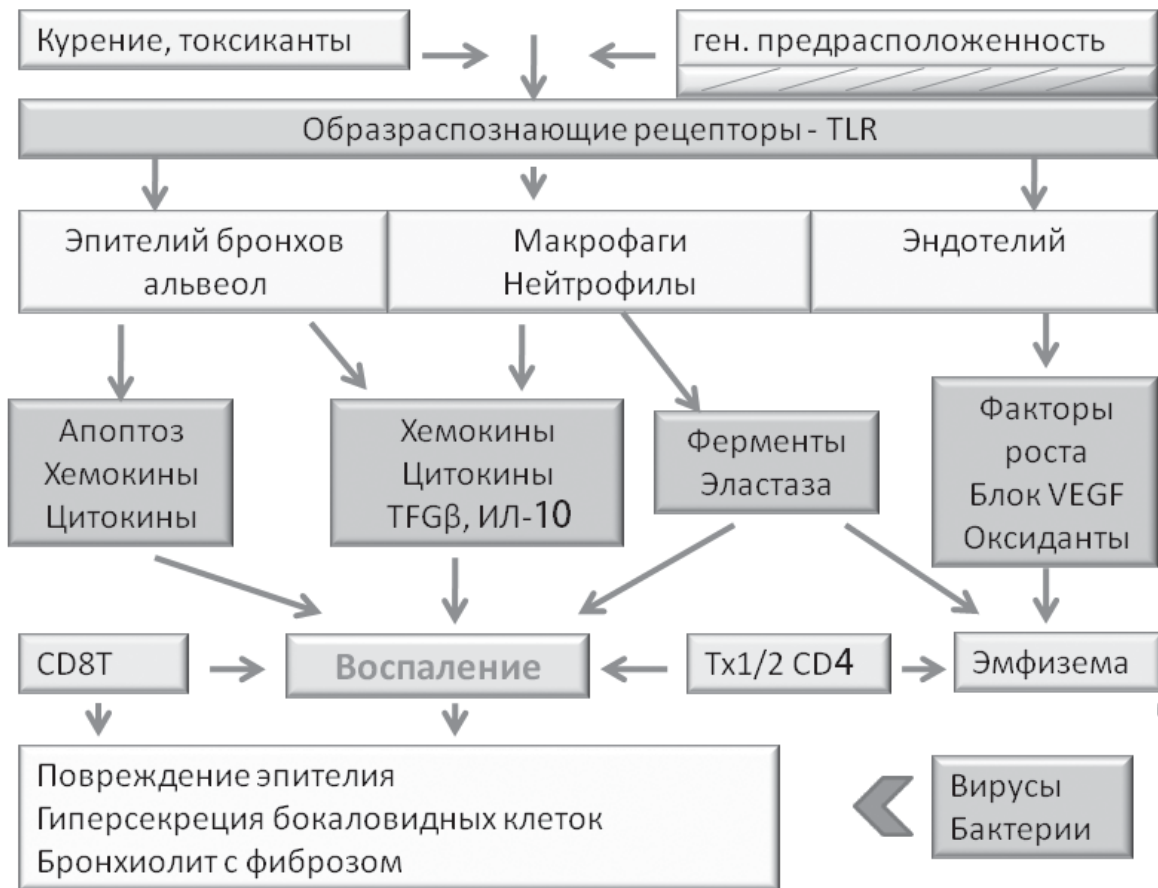 Курение, токсиканты
ген. предрасположенность
Образраспознающие рецепторы - TLR
Эпителий бронхов
альвеол
Макрофаги
Нейтрофилы
Эндотелий
Апоптоз
Хемокины
Цитокины
Хемокины
Цитокины
TFGβ, ИЛ-10
Ферменты
Эластаза
Факторы
роста
Блок VEGF
Оксиданты
CD8T
Воспаление
Тх1/2 CD4
Эмфизема
Повреждение эпителия
Гиперсекреция бокаловидных клеток
Бронхиолит с фиброзом
Вирусы
Бактерии